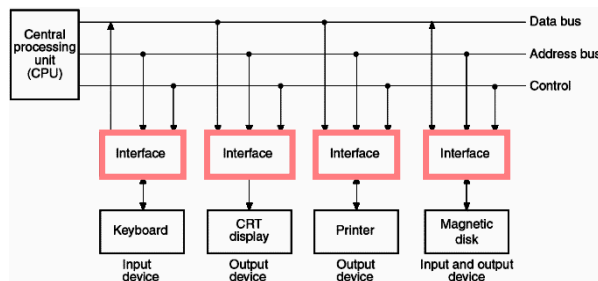 Central
processing
unit
(CPU)
Data bus
Address bus
Control
Interface
Interface
Interface
Interface
Keyboard
CRT
display
Printer
Magnetic
disk
Input
device
Output
device
Output
device
Input and output
device